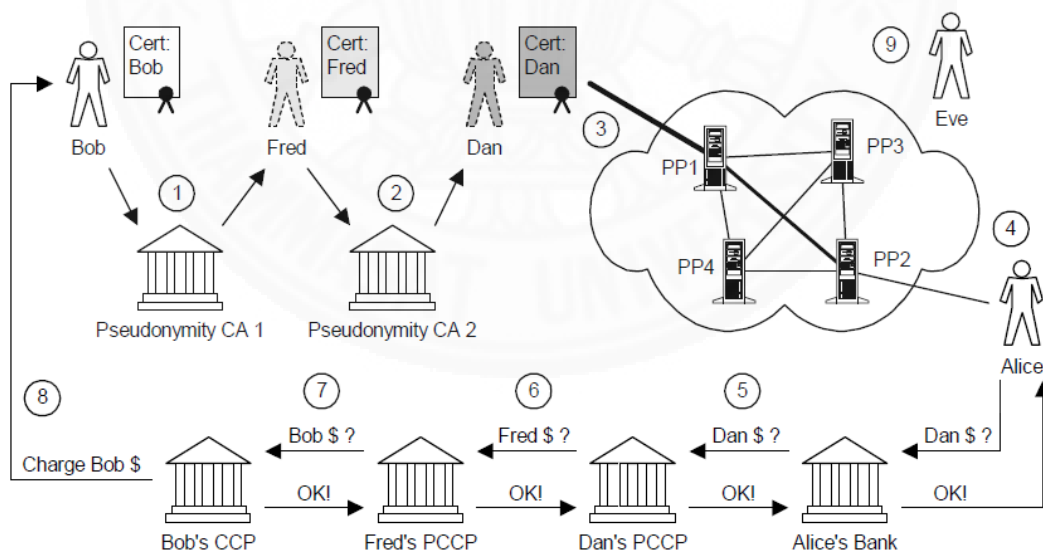 Cert:
Bob
Cert:
Fred
Cert:
Dan
9
Bob
Fred
Dan
3
Eve
PP1
PP3
1
2
4
PP4
PP2
Pseudonymity CA 1
Pseudonymity CA 2
Alice
8
7
6
5
Charge Bob $
Bob $ ?
Fred $ ?
Dan $ ?
Dan $ ?
OK!
OK!
OK!
OK!
Bob's CCP
Fred's PCCP
Dan's PCCP
Alice's Bank